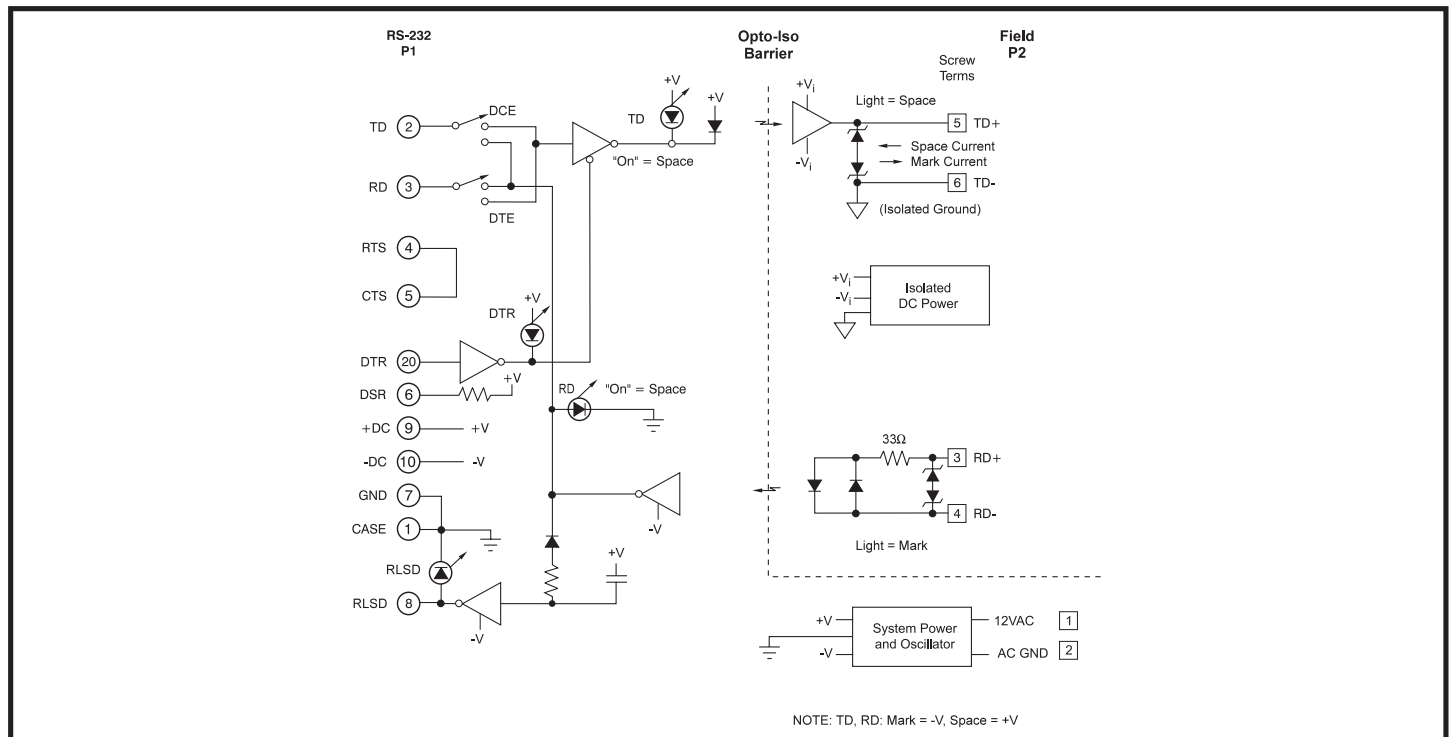 RS-232
P1
Opto-Iso
Barrier
Field
P2
Screw
Terms
TD 2
DCE
+V
TD
+V
"On" = Space
+Vi
-Vi
Light = Space
5 TD+
Space Current
Mark Current
6 TD-
(Isolated Ground)
RD 3
DTE
RTS 4
CTS 5
+Vi
-Vi
Isolated
DC Power
DTR 20
DTR
+V
DSR 6
+V
RD
"On" = Space
+DC 9 +V
-DC 10 -V
33Ω
3 RD+
4 RD-
Light = Mark
GND 7
CASE 1
-V
RLSD
RLSD 8
-V
+V
+V
-V
System Power
and Oscillator
12VAC 1
AC GND 2
NOTE: TD, RD: Mark = -V, Space = +V